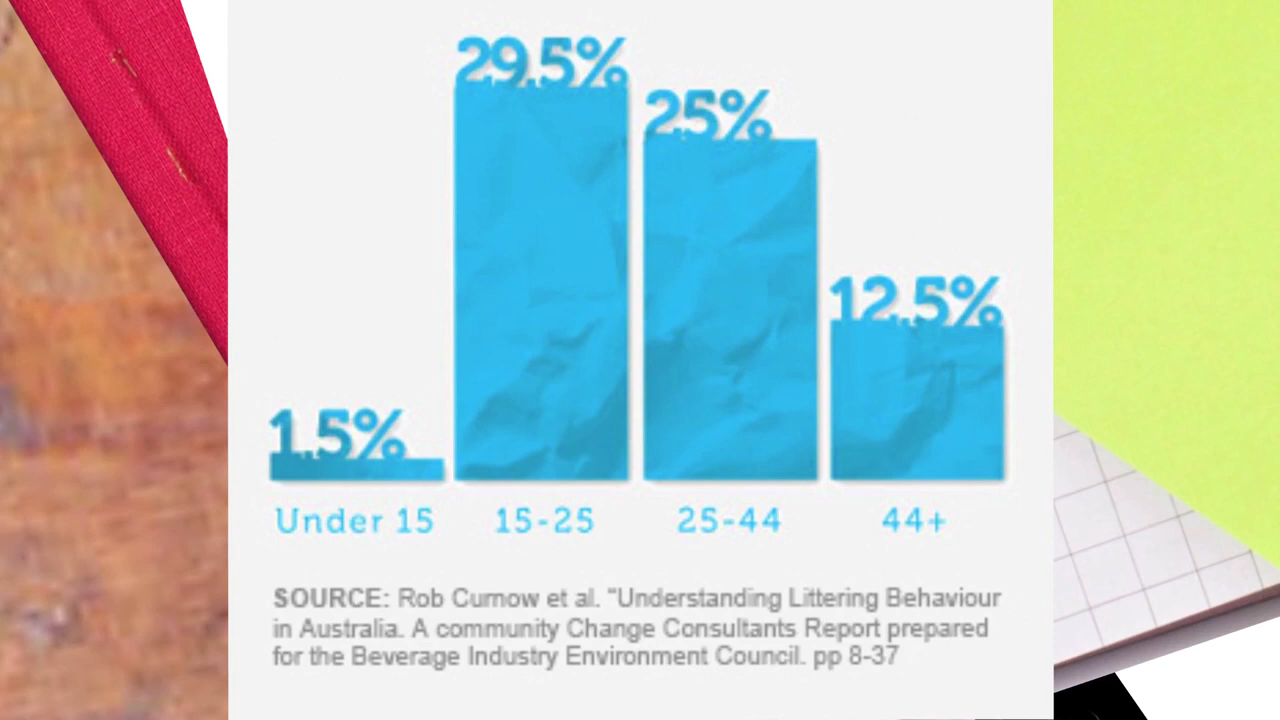 29.5%
25%
12.5%
1.5%
Under 15 15-25 25-44 44+
SOURCE: Rob Curnow et al. "Understanding Littering Behaviour
in Australia. A community Change Consultants Report prepared
for the Beverage Industry Environment Council. pp 8-37